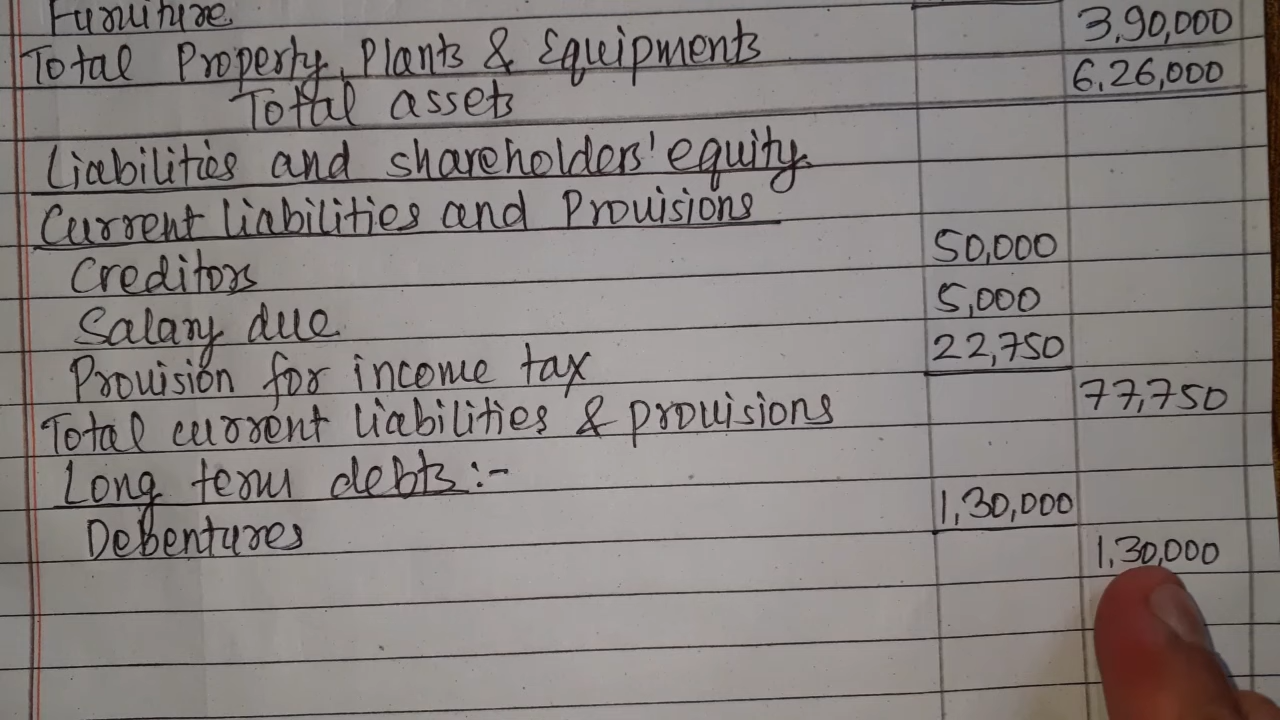 Furniture
Total Property, Plants & Equipments 3,90,000
Total assets 6,26,000
Liabilities and shareholders' equity
Current liabilities and Provisions
Creditors 50,000
Salary due 5,000
Provision for income tax 22,750
Total current liabilities & provisions 77,750
Long term debts:-
Debentures 1,30,000
1,30,000